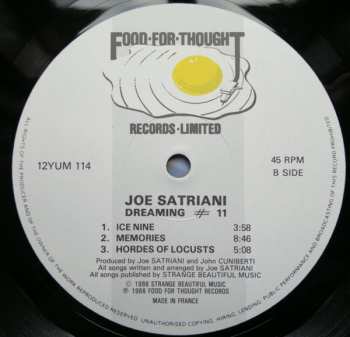 FOOD·FOR·THOUGHT
RECORDS·LIMITED
12YUM 114
45 RPM
B SIDE
JOE SATRIANI
DREAMING # 11
1. ICE NINE 3:58
2. MEMORIES 8:46
3. HORDES OF LOCUSTS 5:08
Produced by Joe SATRIANI and John CUNIBERTI
All songs written and arranged by Joe SATRIANI
All songs published by STRANGE BEAUTIFUL MUSIC
© 1988 STRANGE BEAUTIFUL MUSIC
℗ 1988 FOOD FOR THOUGHT RECORDS
MADE IN FRANCE
ALL RIGHTS OF THE PRODUCER AND OF THE OWNER OF THE WORK REPRODUCED RESERVED. UNAUTHORISED COPYING, HIRING, LENDING, PUBLIC PERFORMANCE AND BROADCASTING OF THIS RECORD PROHIBITED